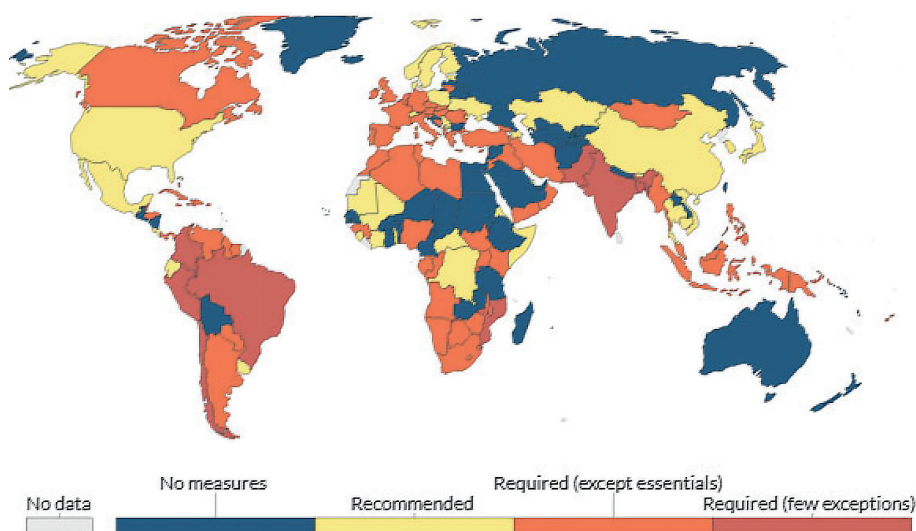 No measures
Required (except essentials)
No data
Recommended
Required (few exceptions)